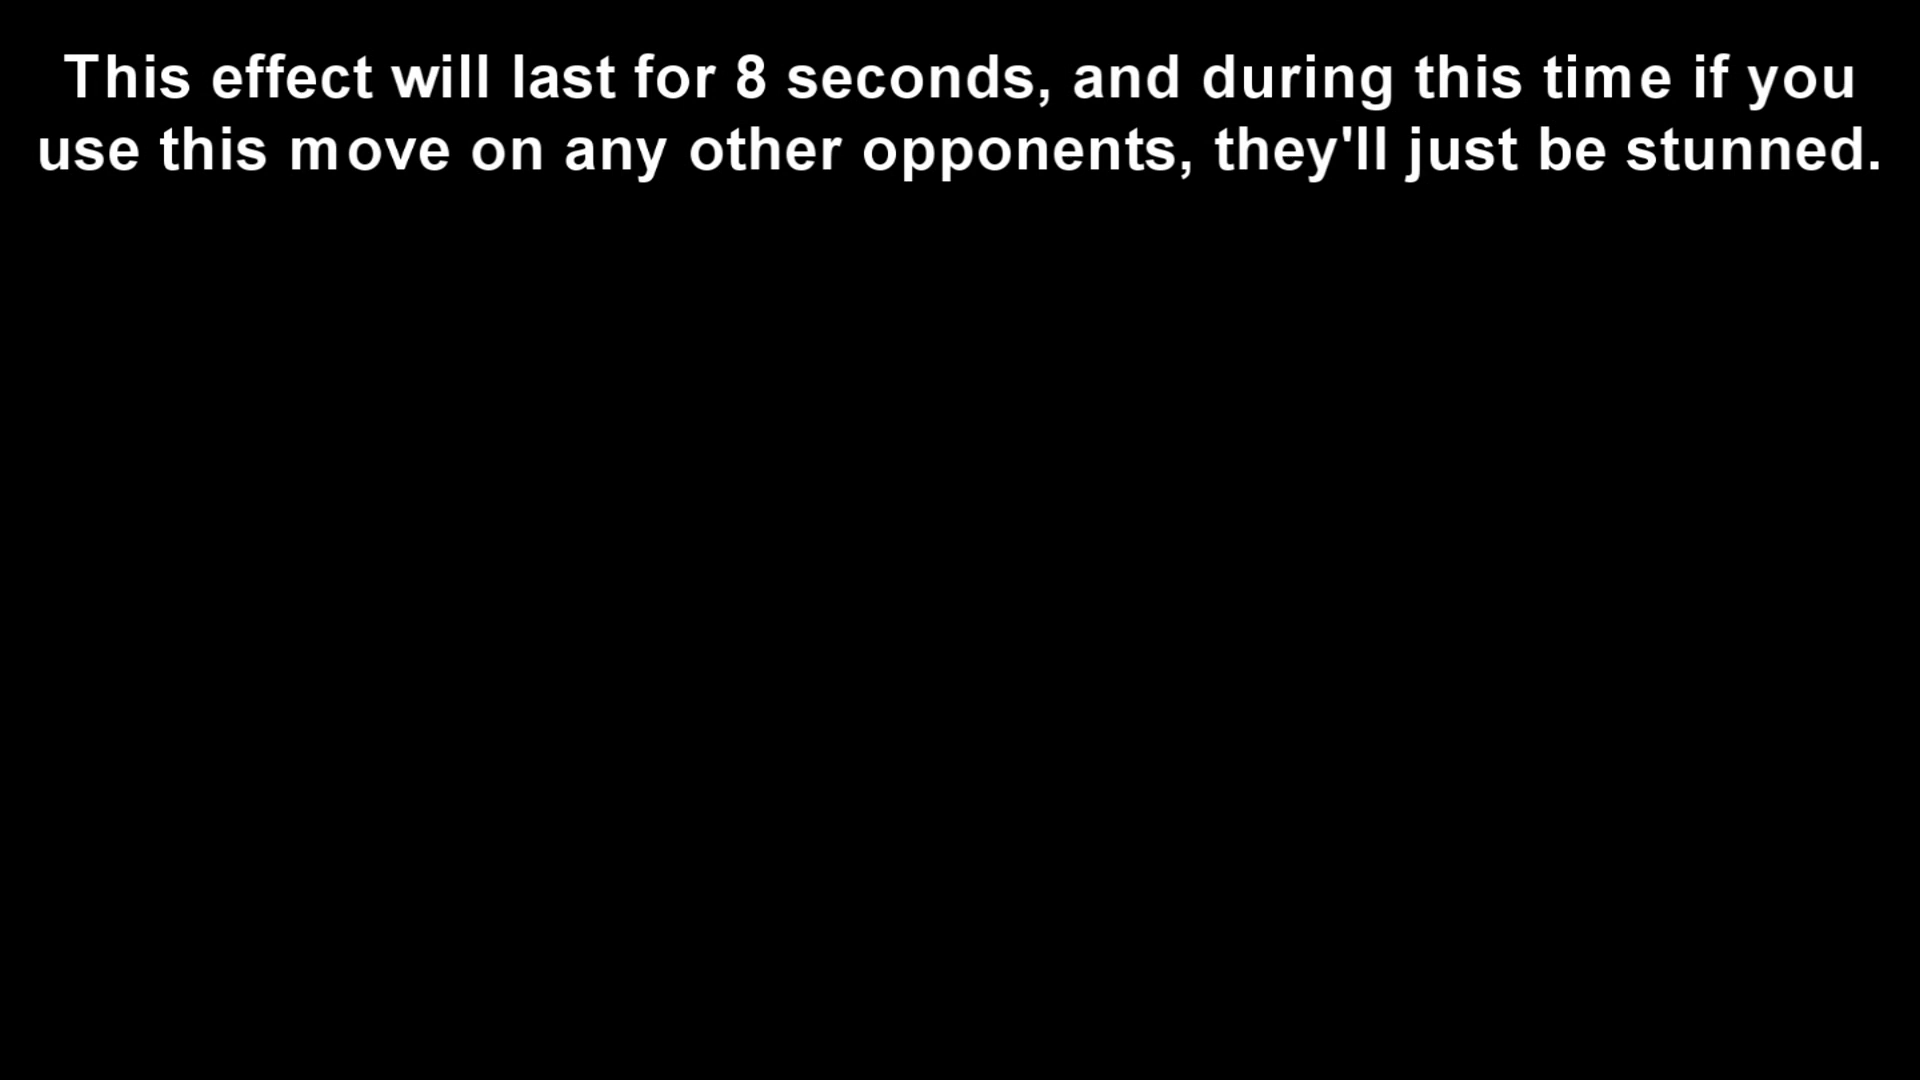 This effect will last for 8 seconds, and during this time if you
use this move on any other opponents, they'll just be stunned.